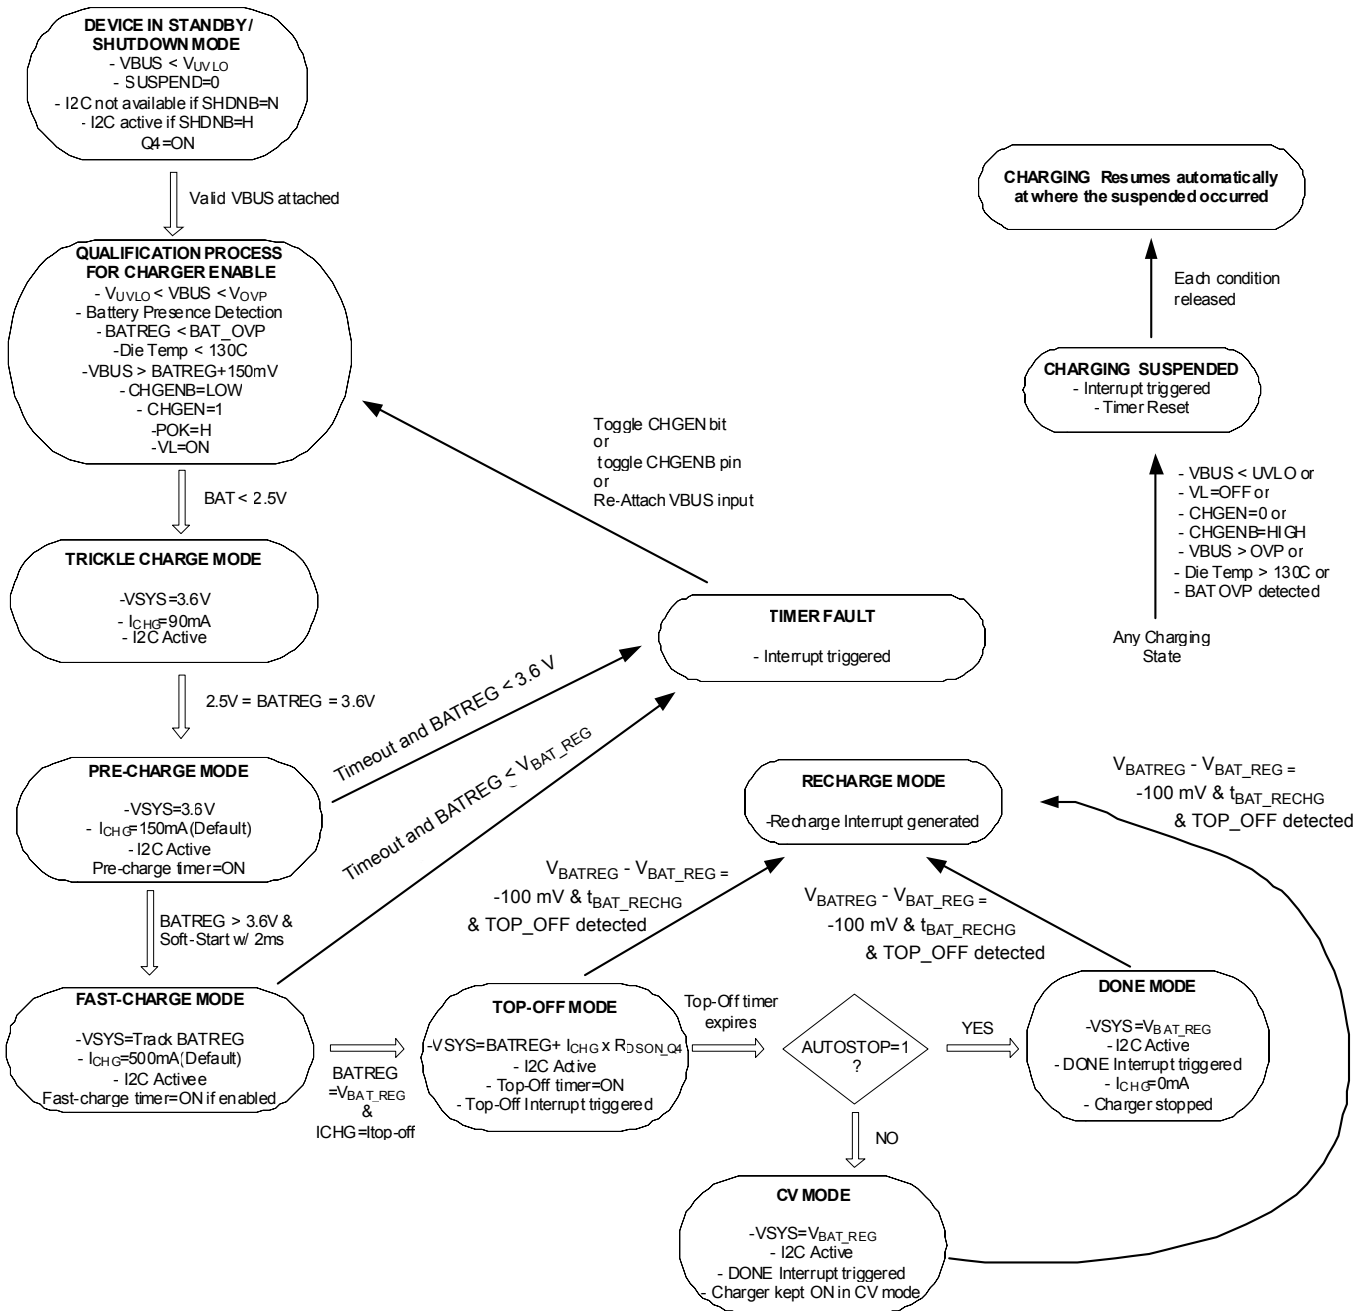 DEVICE IN STANDBY/
SHUTDOWN MODE
- VBUS < VUVLO
- SUSPEND=0
- I2C not available if SHDNB=N
- I2C active if SHDNB=H
Q4=ON
Valid VBUS attached
QUALIFICATION PROCESS
FOR CHARGER ENABLE
- VUVLO < VBUS < VOVP
- Battery Presence Detection
- BATREG < BAT_OVP
-Die Temp < 130C
-VBUS > BATREG+150mV
- CHGENB=LOW
- CHGEN=1
-POK=H
-VL=ON
BAT < 2.5V
TRICKLE CHARGE MODE
-VSYS=3.6V
- ICHG=90mA
- I2C Active
2.5V = BATREG = 3.6V
PRE-CHARGE MODE
-VSYS=3.6V
- ICHG=150mA(Default)
- I2C Active
Pre-charge timer=ON
BATREG > 3.6V &
Soft-Start w/ 2ms
FAST-CHARGE MODE
-VSYS=Track BATREG
- ICHG=500mA(Default)
- I2C Activee
Fast-charge timer=ON if enabled
BATREG
=VBAT_REG
&
ICHG=Itop-off
Timeout and BATREG < 3.6 V
Timeout and BATREG < VBAT_REG
Toggle CHGEN bit
or
toggle CHGENB pin
or
Re-Attach VBUS input
TIMER FAULT
- Interrupt triggered
TOP-OFF MODE
-VSYS=BATREG+ ICHG x RDSON_Q4
- I2C Active
- Top-Off timer=ON
- Top-Off Interrupt triggered
VBATREG - VBAT_REG =
-100 mV & tBAT_RECHG
& TOP_OFF detected
RECHARGE MODE
-Recharge Interrupt generated
VBATREG - VBAT_REG =
-100 mV & tBAT_RECHG
& TOP_OFF detected
Top-Off timer
expires
AUTOSTOP=1
?
YES
NO
DONE MODE
-VSYS=VBAT_REG
- I2C Active
- DONE Interrupt triggered
- ICHG=0mA
- Charger stopped
CV MODE
-VSYS=VBAT_REG
- I2C Active
- DONE Interrupt triggered
- Charger kept ON in CV mode
VBATREG - VBAT_REG =
-100 mV & tBAT_RECHG
& TOP_OFF detected
CHARGING Resumes automatically
at where the suspended occurred
Each condition
released
CHARGING SUSPENDED
- Interrupt triggered
- Timer Reset
- VBUS < UVLO or
- VL=OFF or
- CHGEN=0 or
- CHGENB=HIGH
- VBUS > OVP or
- Die Temp > 130C or
- BAT OVP detected
Any Charging
State